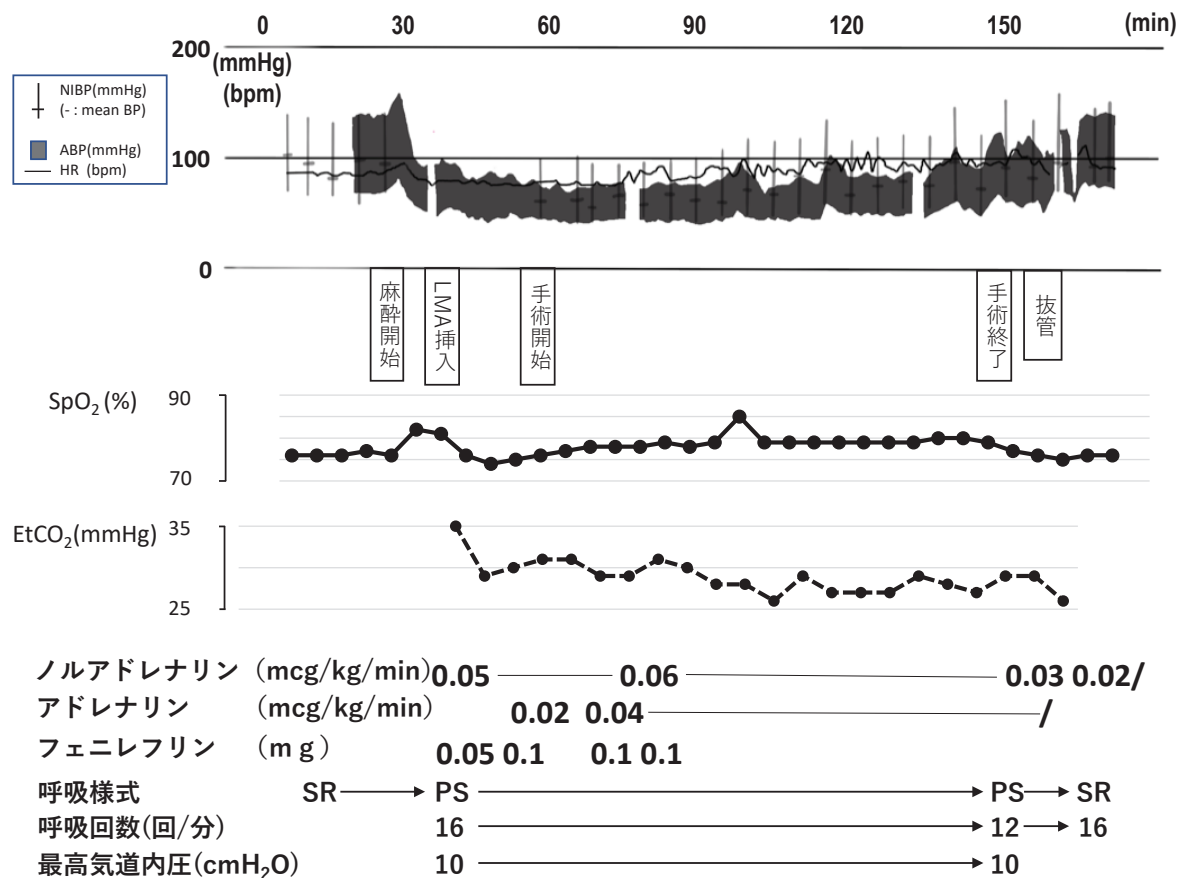 0 30 60 90 120 150 (min)
200 (mmHg)
(bpm)
NIBP(mmHg)
(- : mean BP)
ABP(mmHg)
HR (bpm)
100
0
麻酔開始
LMA挿入
手術開始
手術終了
抜管
SpO2 (%) 90
70
EtCO2(mmHg) 35
25
ノルアドレナリン (mcg/kg/min) 0.05 0.06 0.03 0.02/
アドレナリン (mcg/kg/min) 0.02 0.04 /
フェニレフリン (mg) 0.05 0.1 0.1 0.1
呼吸様式 SR PS PS SR
呼吸回数(回/分) 16 12 16
最高気道内圧(cmH2O) 10 10